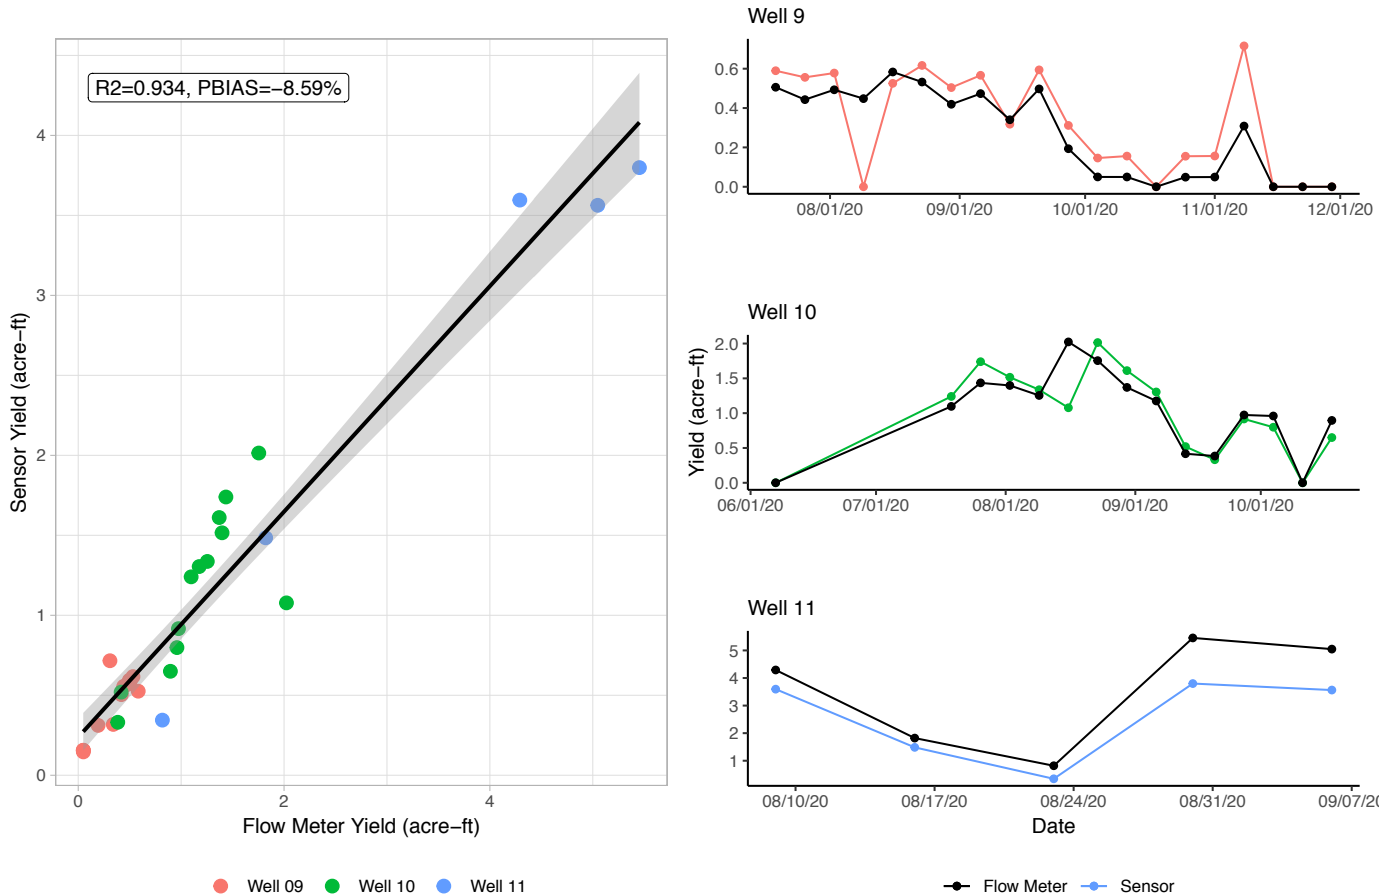 R2=0.934, PBIAS=−8.59%
Sensor Yield (acre−ft)
4
3
2
1
0
0 2 4
Flow Meter Yield (acre−ft)
Well 09 Well 10 Well 11
Well 9
0.6
0.4
0.2
0.0
08/01/20 09/01/20 10/01/20 11/01/20 12/01/20
Yield (acre−ft)
Well 10
2.0
1.5
1.0
0.5
0.0
06/01/20 07/01/20 08/01/20 09/01/20 10/01/20
Well 11
5
4
3
2
1
08/10/20 08/17/20 08/24/20 08/31/20 09/07/2
Date
Flow Meter Sensor